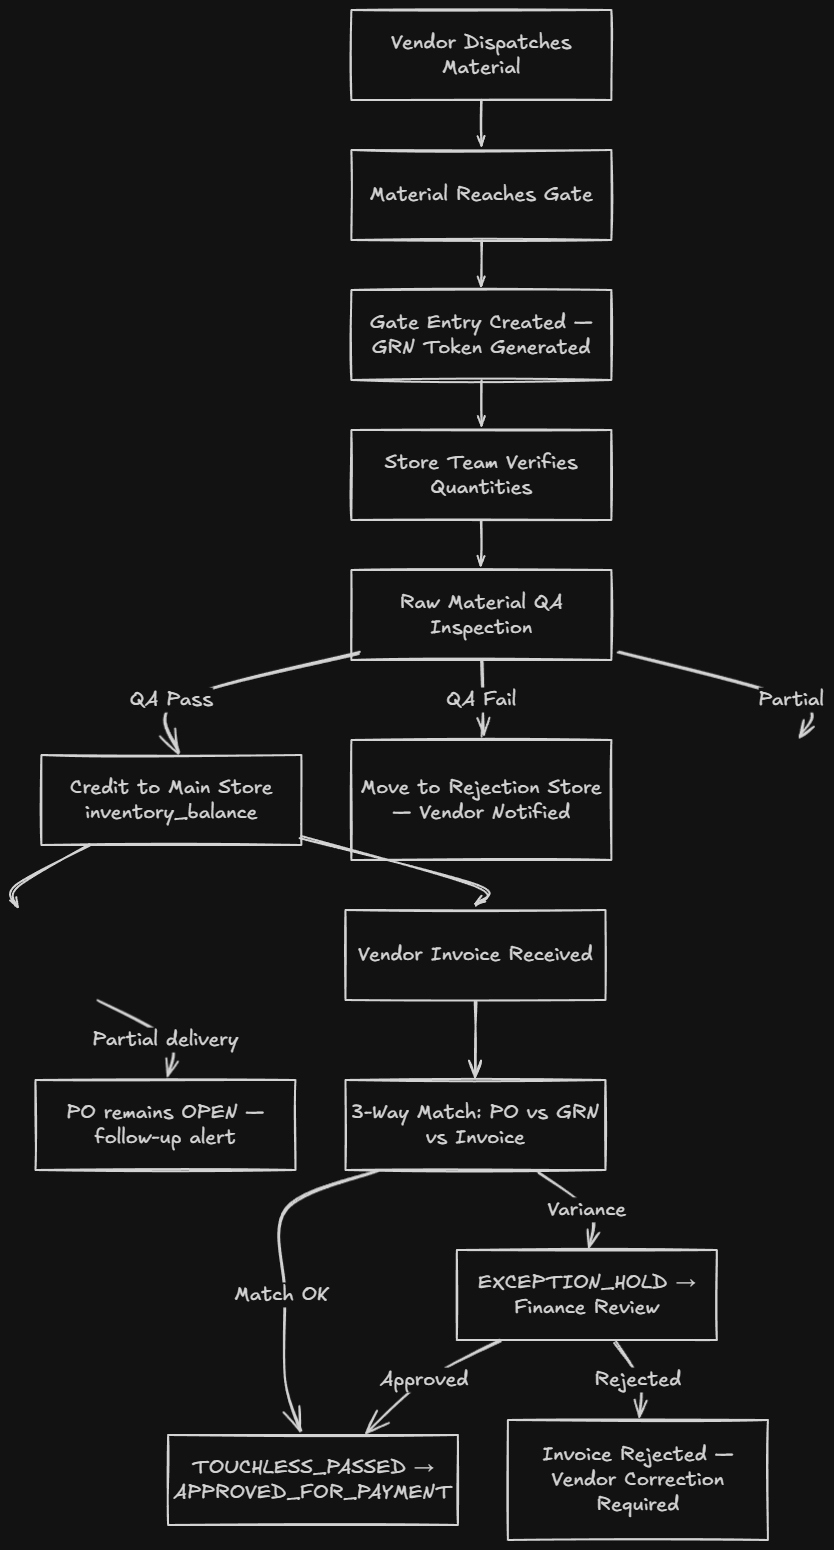 Vendor Dispatches
Material
Material Reaches Gate
Gate Entry Created —
GRN Token Generated
Store Team Verifies
Quantities
Raw Material QA
Inspection
QA Pass
QA Fail
Partial
Credit to Main Store
inventory_balance
Move to Rejection Store
— Vendor Notified
Vendor Invoice Received
Partial delivery
PO remains OPEN —
follow-up alert
3-Way Match: PO vs GRN
vs Invoice
Variance
Match OK
EXCEPTION_HOLD →
Finance Review
Approved
Rejected
TOUCHLESS_PASSED →
APPROVED_FOR_PAYMENT
Invoice Rejected —
Vendor Correction
Required